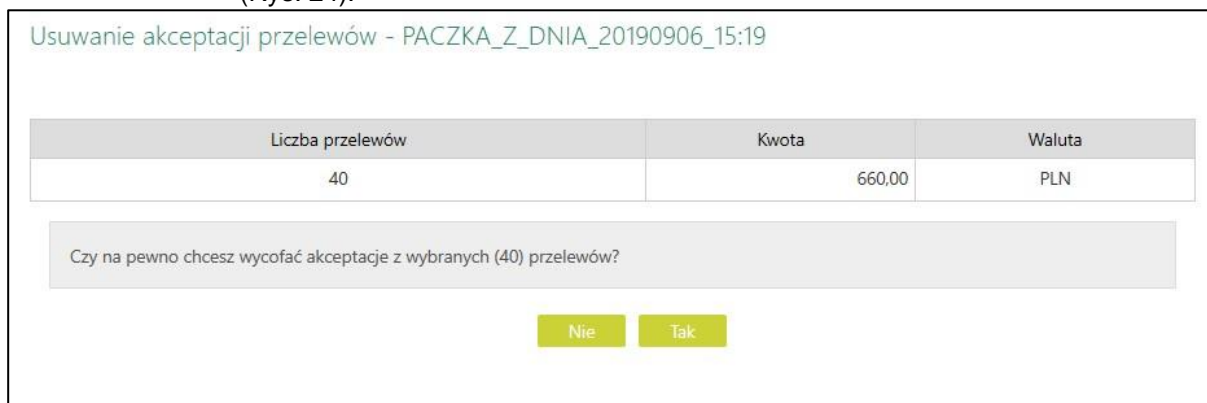 Usuwanie akceptacji przelewów - PACZKA_Z_DNIA_20190906_15:19
Liczba przelewów Kwota Waluta
40 660,00 PLN
Czy na pewno chcesz wycofać akceptacje z wybranych (40) przelewów?
Nie Tak